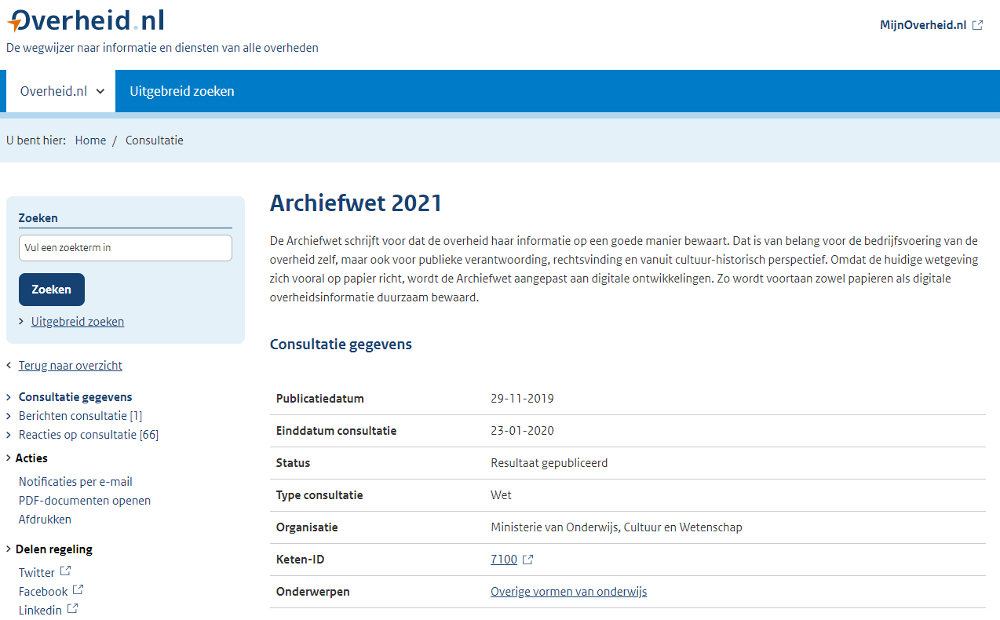 Overheid.nl
MijnOverheid.nl
De wegwijzer naar informatie en diensten van alle overheden
Overheid.nl
Uitgebreid zoeken
U bent hier: Home / Consultatie
Zoeken
Vul een zoekterm in
Zoeken
Uitgebreid zoeken
Terug naar overzicht
Consultatie gegevens
Berichten consultatie [1]
Reacties op consultatie [66]
Acties
Notificaties per e-mail
PDF-documenten openen
Afdrukken
Delen regeling
Twitter
Facebook
Linkedin
Archiefwet 2021
De Archiefwet schrijft voor dat de overheid haar informatie op een goede manier bewaart. Dat is van belang voor de bedrijfsvoering van de
overheid zelf, maar ook voor publieke verantwoording, rechtsvinding en vanuit cultuur-historisch perspectief. Omdat de huidige wetgeving
zich vooral op papier richt, wordt de Archiefwet aangepast aan digitale ontwikkelingen. Zo wordt voortaan zowel papieren als digitale
overheidsinformatie duurzaam bewaard.
Consultatie gegevens
Publicatiedatum 29-11-2019
Einddatum consultatie 23-01-2020
Status Resultaat gepubliceerd
Type consultatie Wet
Organisatie Ministerie van Onderwijs, Cultuur en Wetenschap
Keten-ID 7100
Onderwerpen Overige vormen van onderwijs